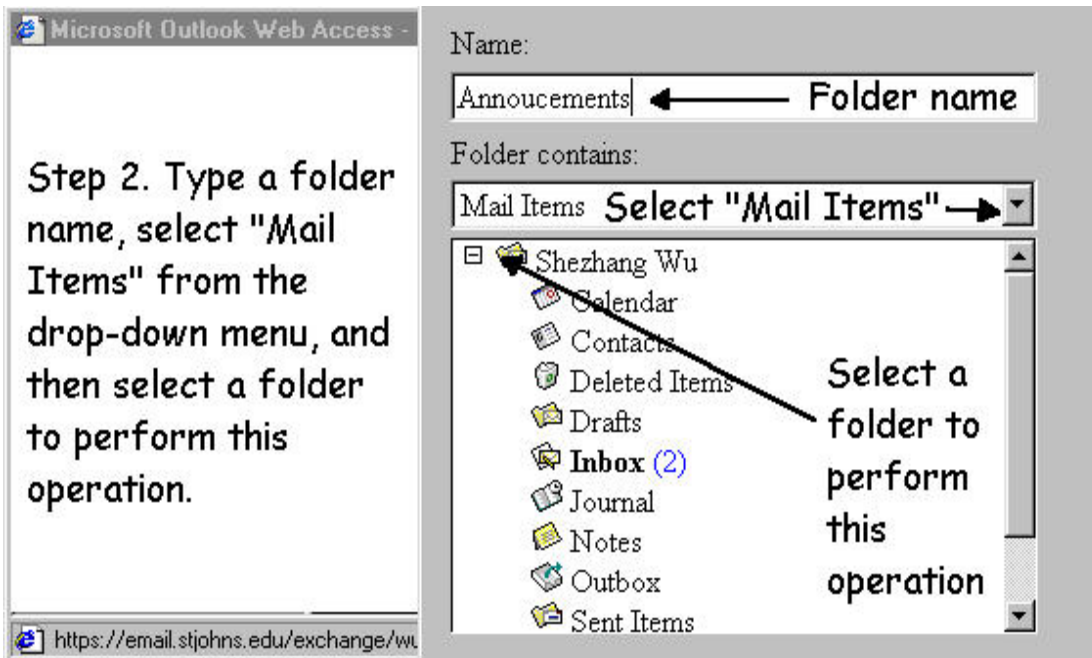 Microsoft Outlook Web Access -
Step 2. Type a folder
name, select "Mail
Items" from the
drop-down menu, and
then select a folder
to perform this
operation.
https://email.stjohns.edu/exchange/wu
Name:
Annoucements Folder name
Folder contains:
Mail Items Select "Mail Items"
Shezhang Wu
Calendar
Contacts
Deleted Items
Drafts
Inbox (2)
Journal
Notes
Outbox
Sent Items
Select a
folder to
perform
this
operation